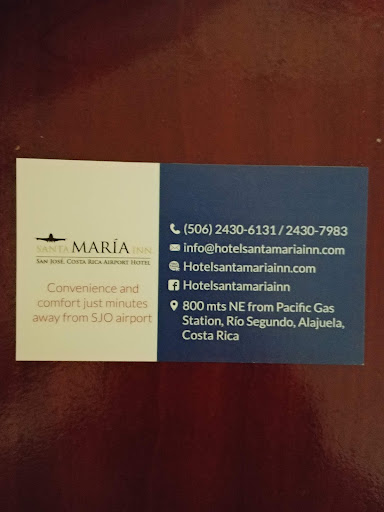 SANTA MARÍA INN
SAN JOSÉ, COSTA RICA AIRPORT HOTEL
Convenience and
comfort just minutes
away from SJO airport
(506) 2430-6131 / 2430-7983
info@hotelsantamariainn.com
Hotelsantamariainn.com
Hotelsantamariainn
800 mts NE from Pacific Gas
Station, Río Segundo, Alajuela,
Costa Rica